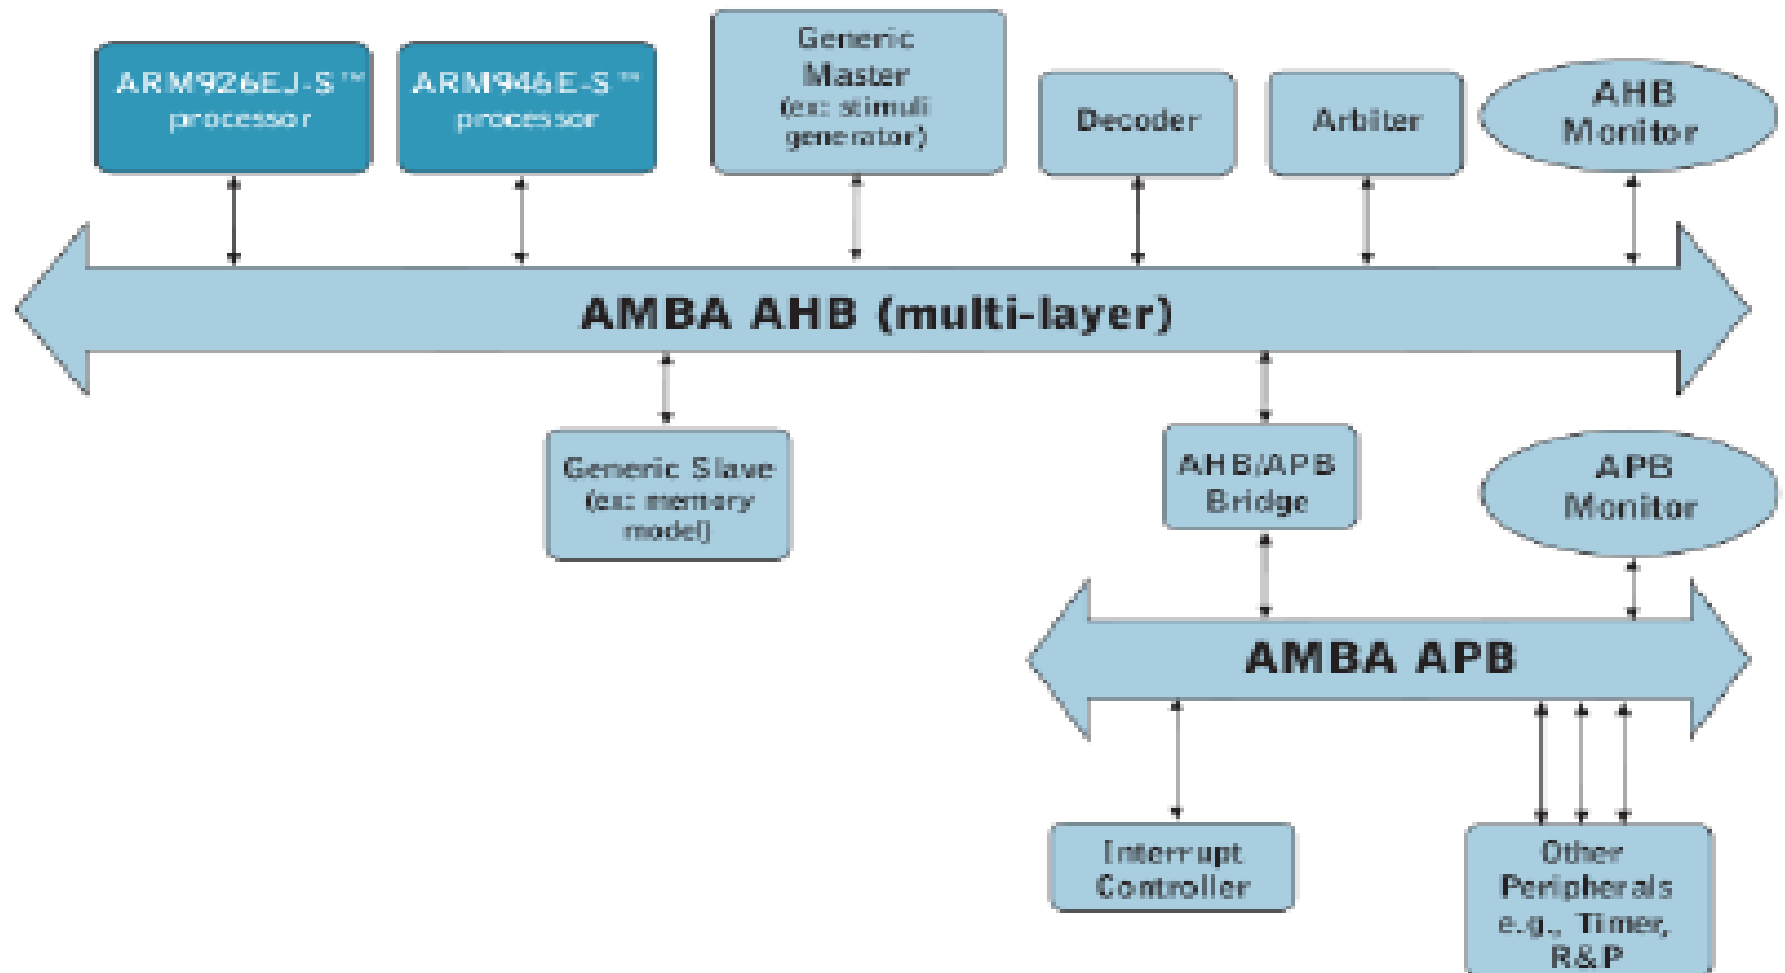 ARM926EJ-S™
processor
ARM946E-S™
processor
Generic
Master
(ex: stimuli
generator)
Decoder
Arbiter
AHB
Monitor
AMBA AHB (multi-layer)
Generic Slave
(ex: memory
model)
AHB/APB
Bridge
APB
Monitor
AMBA APB
Interrupt
Controller
Other
Peripherals
e.g., Timer,
R&P